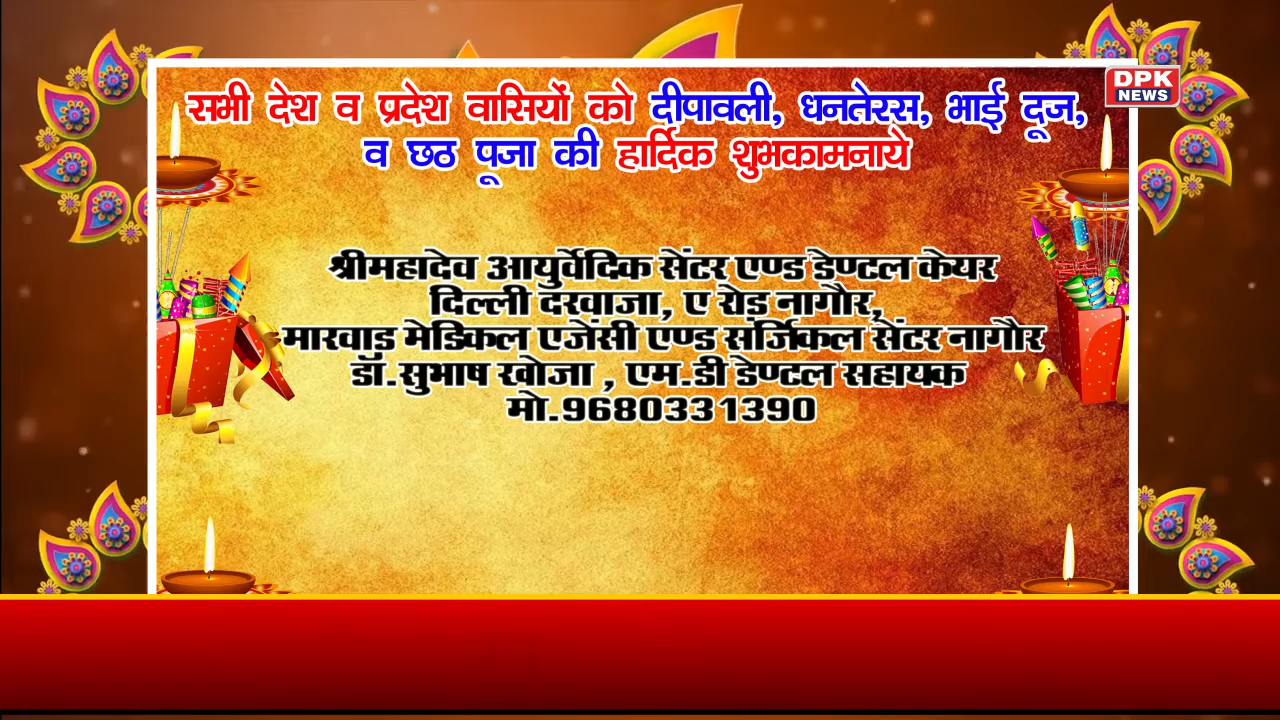 सभी देश व प्रदेश वासियों को दीपावली, धनतेरस, भाई दूज,
व छठ पूजा की हार्दिक शुभकामनाये
DPK
NEWS
श्रीमहादेव आयुर्वेदिक सेंटर एण्ड डेण्टल केयर
दिल्ली दरवाजा, ए रोड़ नागौर,
मारवाड़ मेडिकल एजेंसी एण्ड सर्जिकल सेंटर नागौर
डॉ.सुभाष खोजा , एम.डी डेण्टल सहायक
मो.9680331390